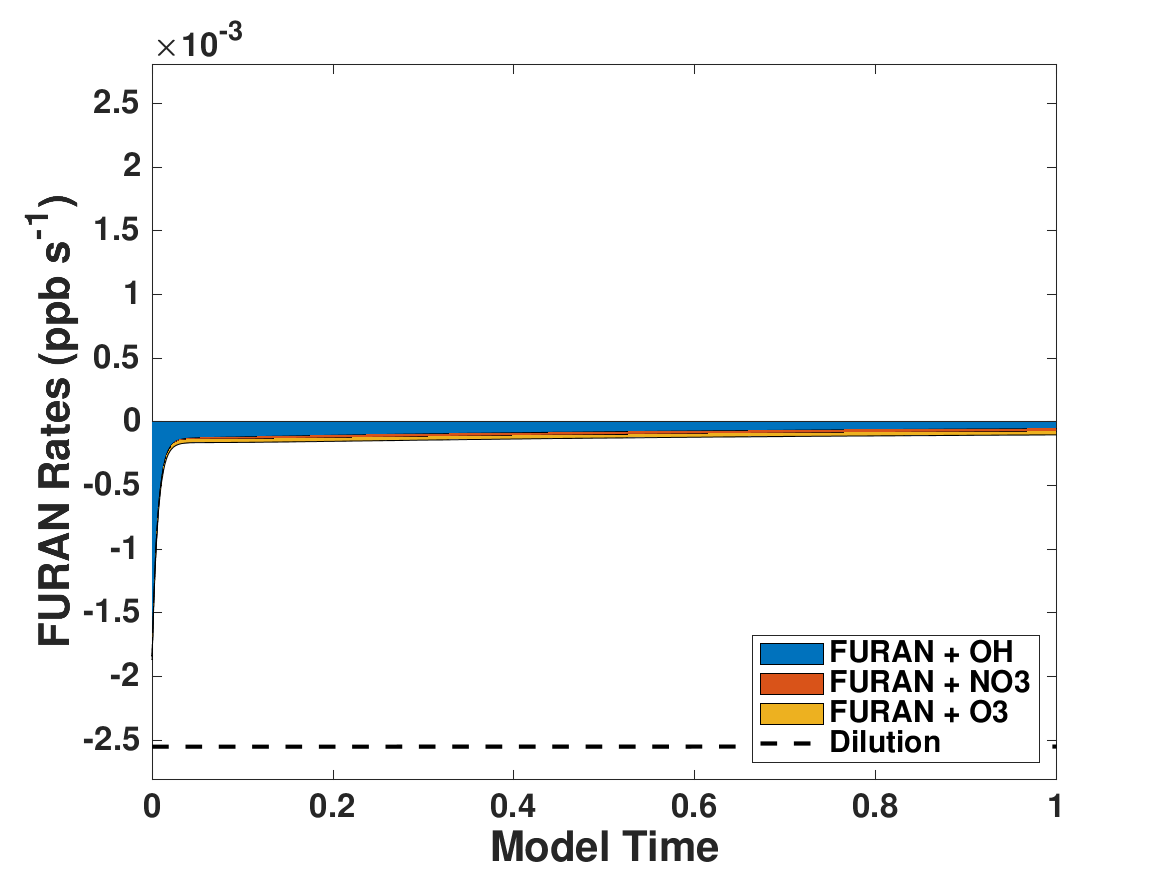 ×10-3
2.5
2
1.5
1
0.5
0
-0.5
-1
-1.5
-2
-2.5
FURAN Rates (ppb s-1)
FURAN + OH
FURAN + NO3
FURAN + O3
Dilution
0 0.2 0.4 0.6 0.8 1
Model Time